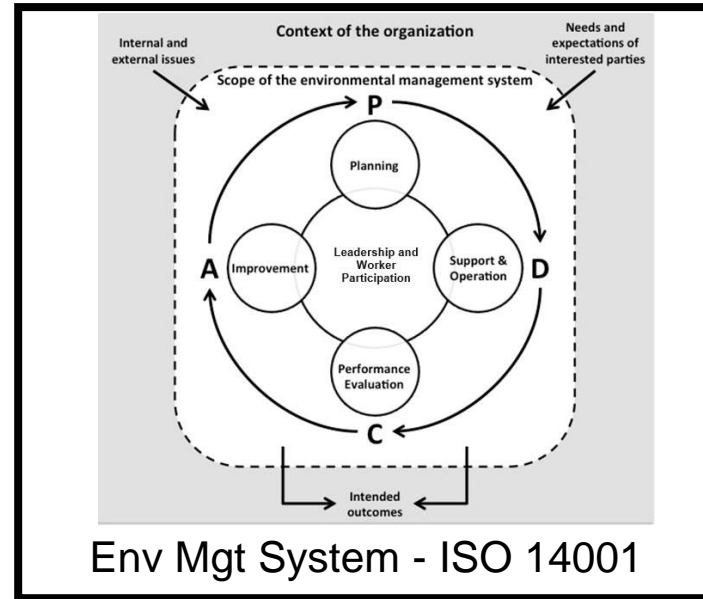 Context of the organization
Internal and
external issues
Needs and
expectations of
interested parties
Scope of the environmental management system
P
Planning
A
Improvement
Leadership and
Worker
Participation
Support &
Operation
D
Performance
Evaluation
C
Intended
outcomes
Env Mgt System - ISO 14001